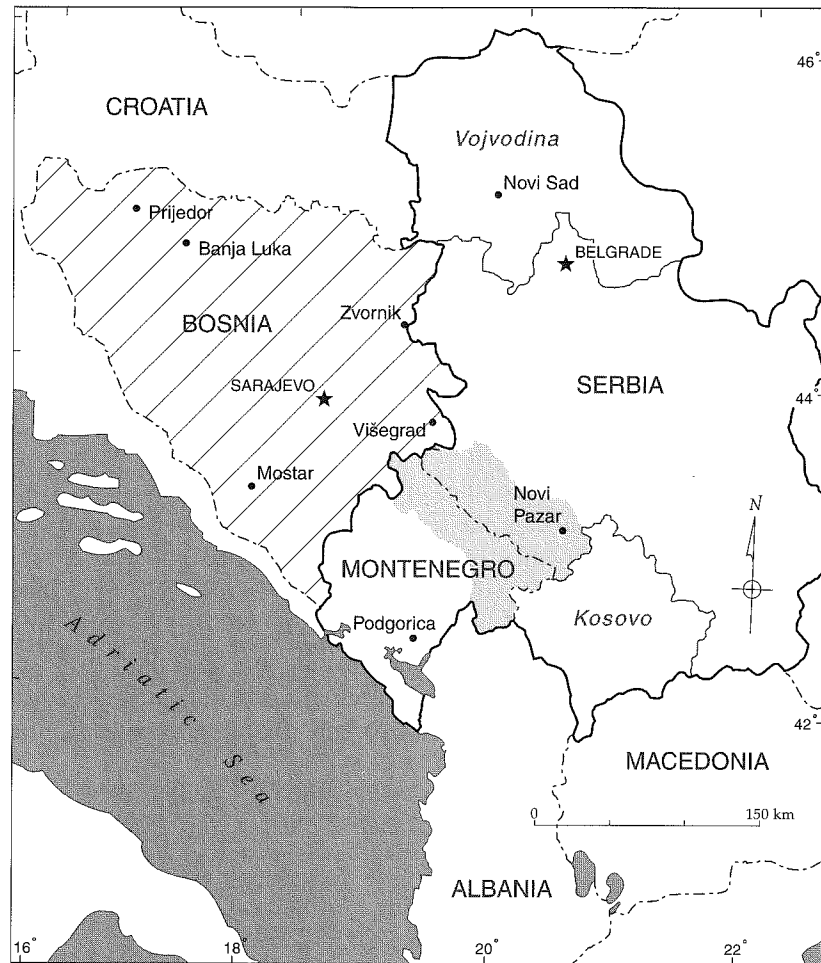 46°
CROATIA
Vojvodina
Novi Sad
Prijedor
Banja Luka
BELGRADE
Zvornik
BOSNIA
SARAJEVO
SERBIA
44°
Višegrad
Mostar
Novi
Pazar
N
MONTENEGRO
Kosovo
Podgorica
Adriatic Sea
42°
MACEDONIA
0 150 km
ALBANIA
16° 18° 20° 22°